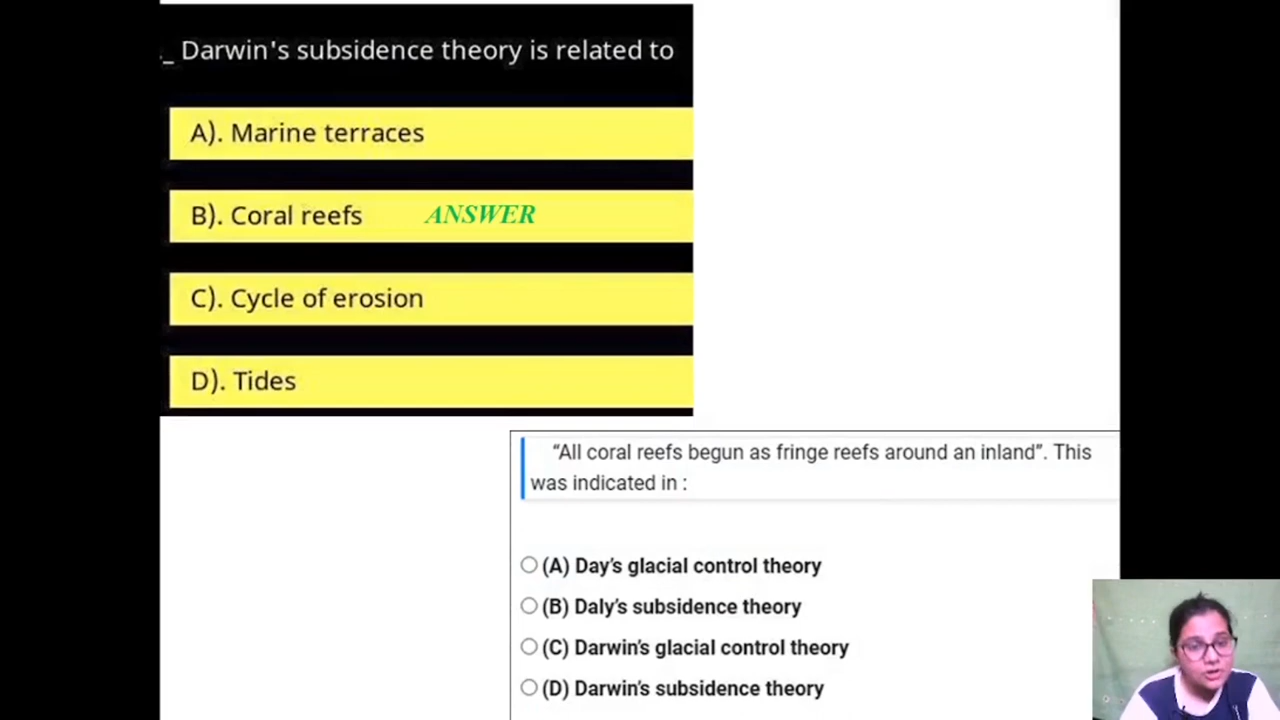 ._ Darwin's subsidence theory is related to
A). Marine terraces
B). Coral reefs ANSWER
C). Cycle of erosion
D). Tides
“All coral reefs begun as fringe reefs around an inland”. This
was indicated in :
(A) Day’s glacial control theory
(B) Daly’s subsidence theory
(C) Darwin’s glacial control theory
(D) Darwin’s subsidence theory